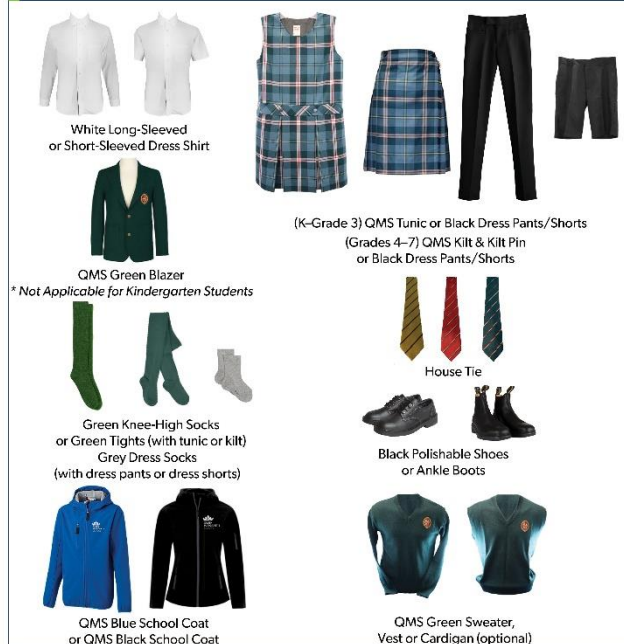 White Long-Sleeved
or Short-Sleeved Dress Shirt
(K–Grade 3) QMS Tunic or Black Dress Pants/Shorts
(Grades 4–7) QMS Kilt & Kilt Pin
or Black Dress Pants/Shorts
QMS Green Blazer
* Not Applicable for Kindergarten Students
House Tie
Green Knee-High Socks
or Green Tights (with tunic or kilt)
Grey Dress Socks
(with dress pants or dress shorts)
Black Polishable Shoes
or Ankle Boots
QMS Blue School Coat
or QMS Black School Coat
QMS Green Sweater,
Vest or Cardigan (optional)